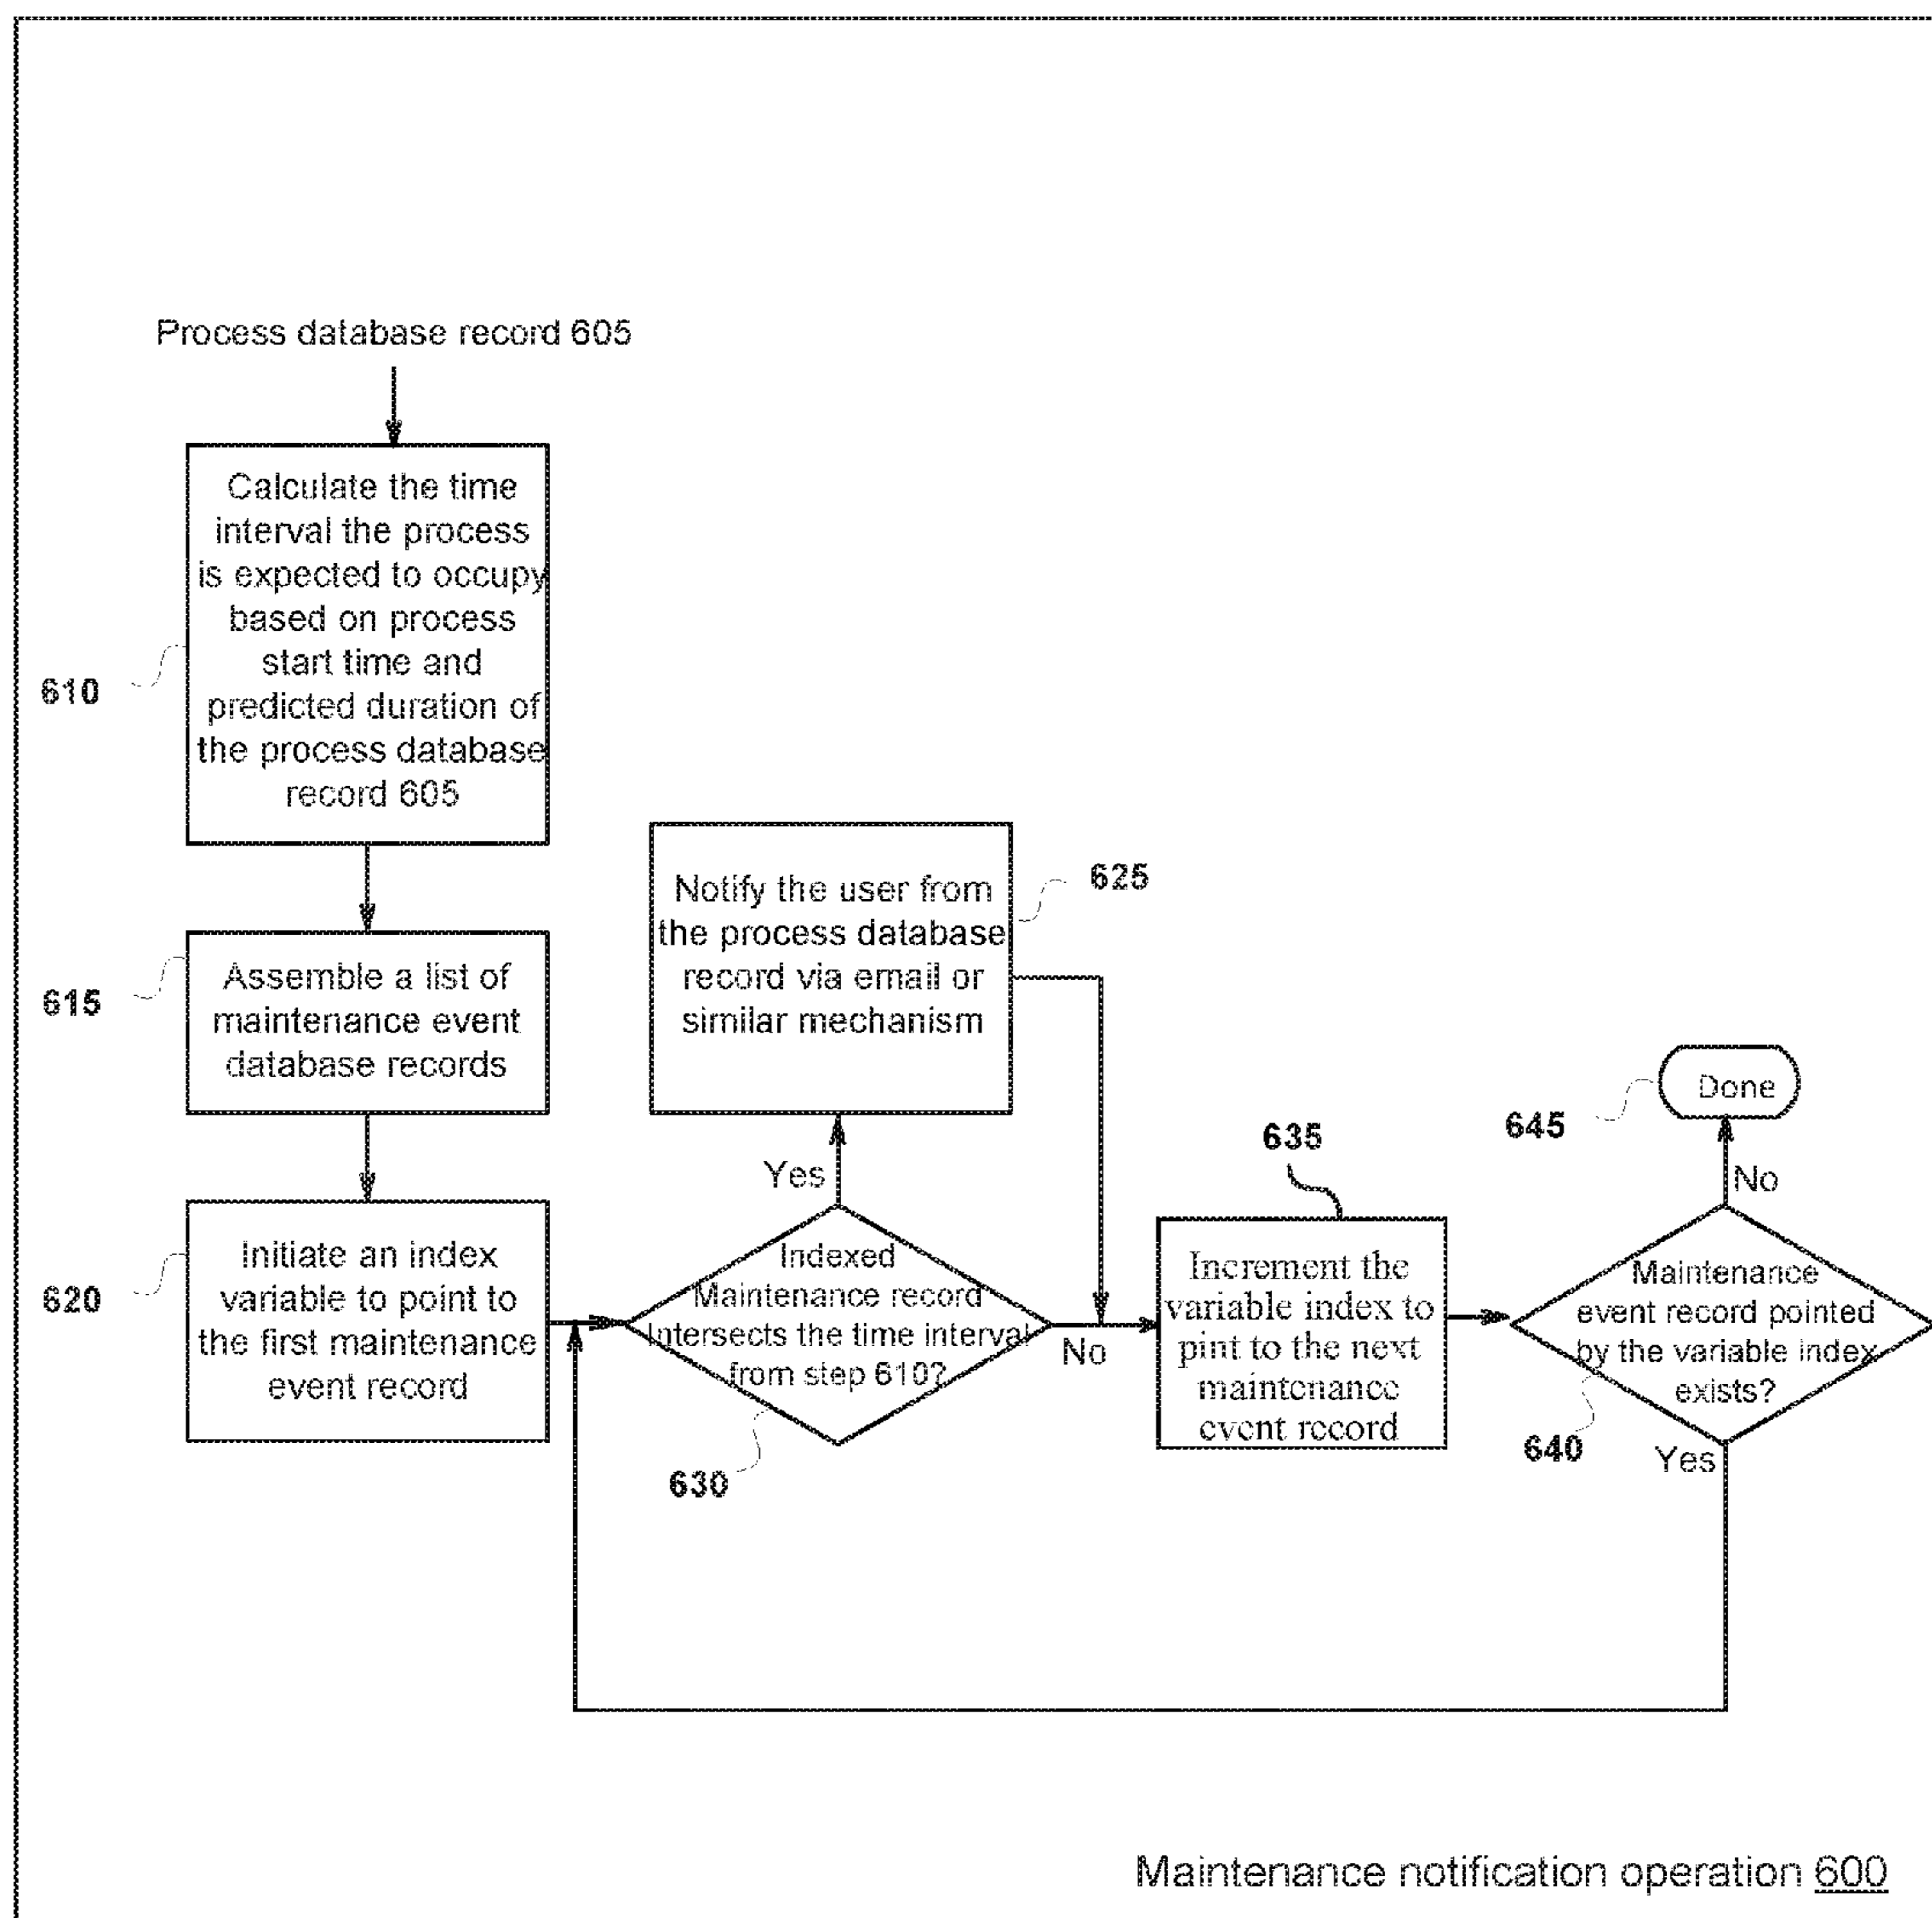 Process database record 605
Calculate the time
interval the process
is expected to occupy
based on process
start time and
predicted duration of
the process database
record 605
610
Assemble a list of
maintenance event
database records
615
Initiate an index
variable to point to
the first maintenance
event record
620
Notify the user from
the process database
record via email or
similar mechanism
625
Yes
Indexed
Maintenance record
Intersects the time interval
from step 610?
No
630
635
Increment the
variable index to
pint to the next
maintenance
event record
645
Done
No
Maintenance
event record pointed
by the variable index
exists?
640
Yes
Maintenance notification operation 600